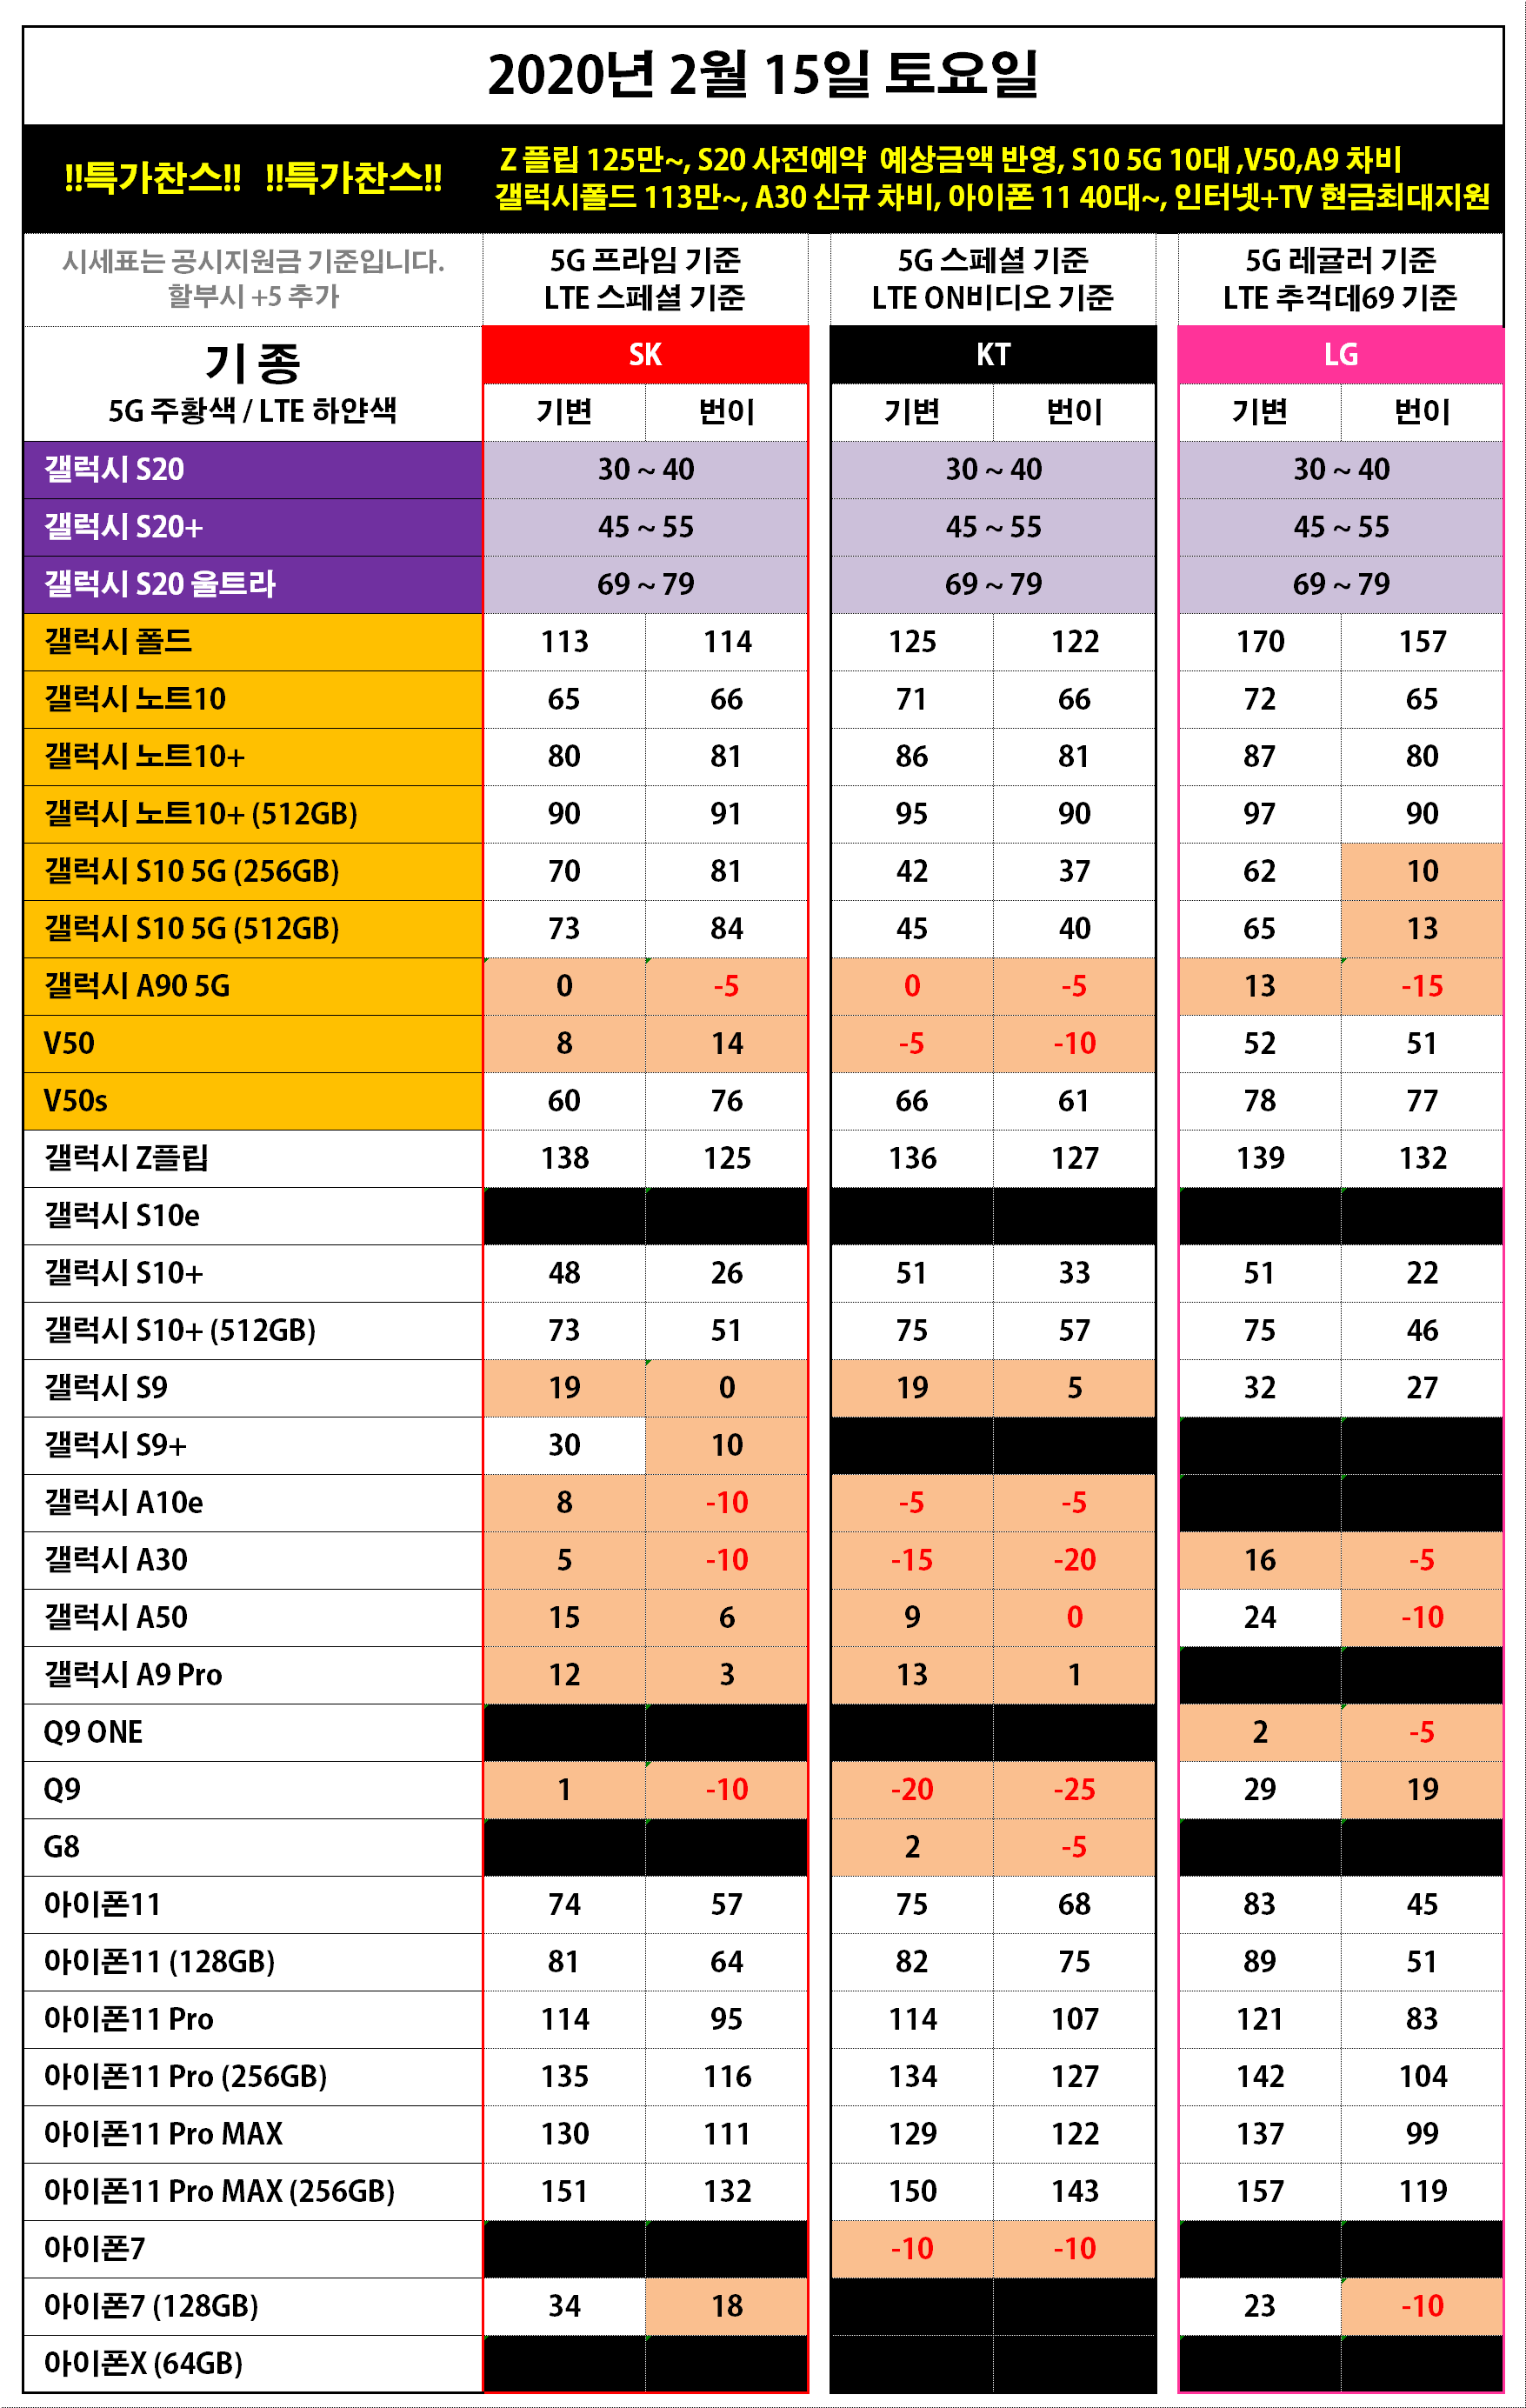 2020년 2월 15일 토요일
!!특가찬스!! !!특가찬스!!
Z 플립 125만~, S20 사전예약 예상금액 반영, S10 5G 10대 ,V50,A9 차비
갤럭시폴드 113만~, A30 신규 차비, 아이폰 11 40대~, 인터넷+TV 현금최대지원
시세표는 공시지원금 기준입니다.
할부시 +5 추가
5G 프라임 기준
LTE 스페셜 기준
5G 스페셜 기준
LTE ON비디오 기준
5G 레귤러 기준
LTE 추걱데69 기준
기 종
5G 주황색 / LTE 하얀색
SK KT LG
기변 번이 기변 번이 기변 번이
갤럭시 S20 30 ~ 40 30 ~ 40 30 ~ 40
갤럭시 S20+ 45 ~ 55 45 ~ 55 45 ~ 55
갤럭시 S20 울트라 69 ~ 79 69 ~ 79 69 ~ 79
갤럭시 폴드 113 114 125 122 170 157
갤럭시 노트10 65 66 71 66 72 65
갤럭시 노트10+ 80 81 86 81 87 80
갤럭시 노트10+ (512GB) 90 91 95 90 97 90
갤럭시 S10 5G (256GB) 70 81 42 37 62 10
갤럭시 S10 5G (512GB) 73 84 45 40 65 13
갤럭시 A90 5G 0 -5 0 -5 13 -15
V50 8 14 -5 -10 52 51
V50s 60 76 66 61 78 77
갤럭시 Z플립 138 125 136 127 139 132
갤럭시 S10e
갤럭시 S10+ 48 26 51 33 51 22
갤럭시 S10+ (512GB) 73 51 75 57 75 46
갤럭시 S9 19 0 19 5 32 27
갤럭시 S9+ 30 10
갤럭시 A10e 8 -10 -5 -5
갤럭시 A30 5 -10 -15 -20 16 -5
갤럭시 A50 15 6 9 0 24 -10
갤럭시 A9 Pro 12 3 13 1
Q9 ONE 2 -5
Q9 1 -10 -20 -25 29 19
G8 2 -5
아이폰11 74 57 75 68 83 45
아이폰11 (128GB) 81 64 82 75 89 51
아이폰11 Pro 114 95 114 107 121 83
아이폰11 Pro (256GB) 135 116 134 127 142 104
아이폰11 Pro MAX 130 111 129 122 137 99
아이폰11 Pro MAX (256GB) 151 132 150 143 157 119
아이폰7 -10 -10
아이폰7 (128GB) 34 18 23 -10
아이폰X (64GB)